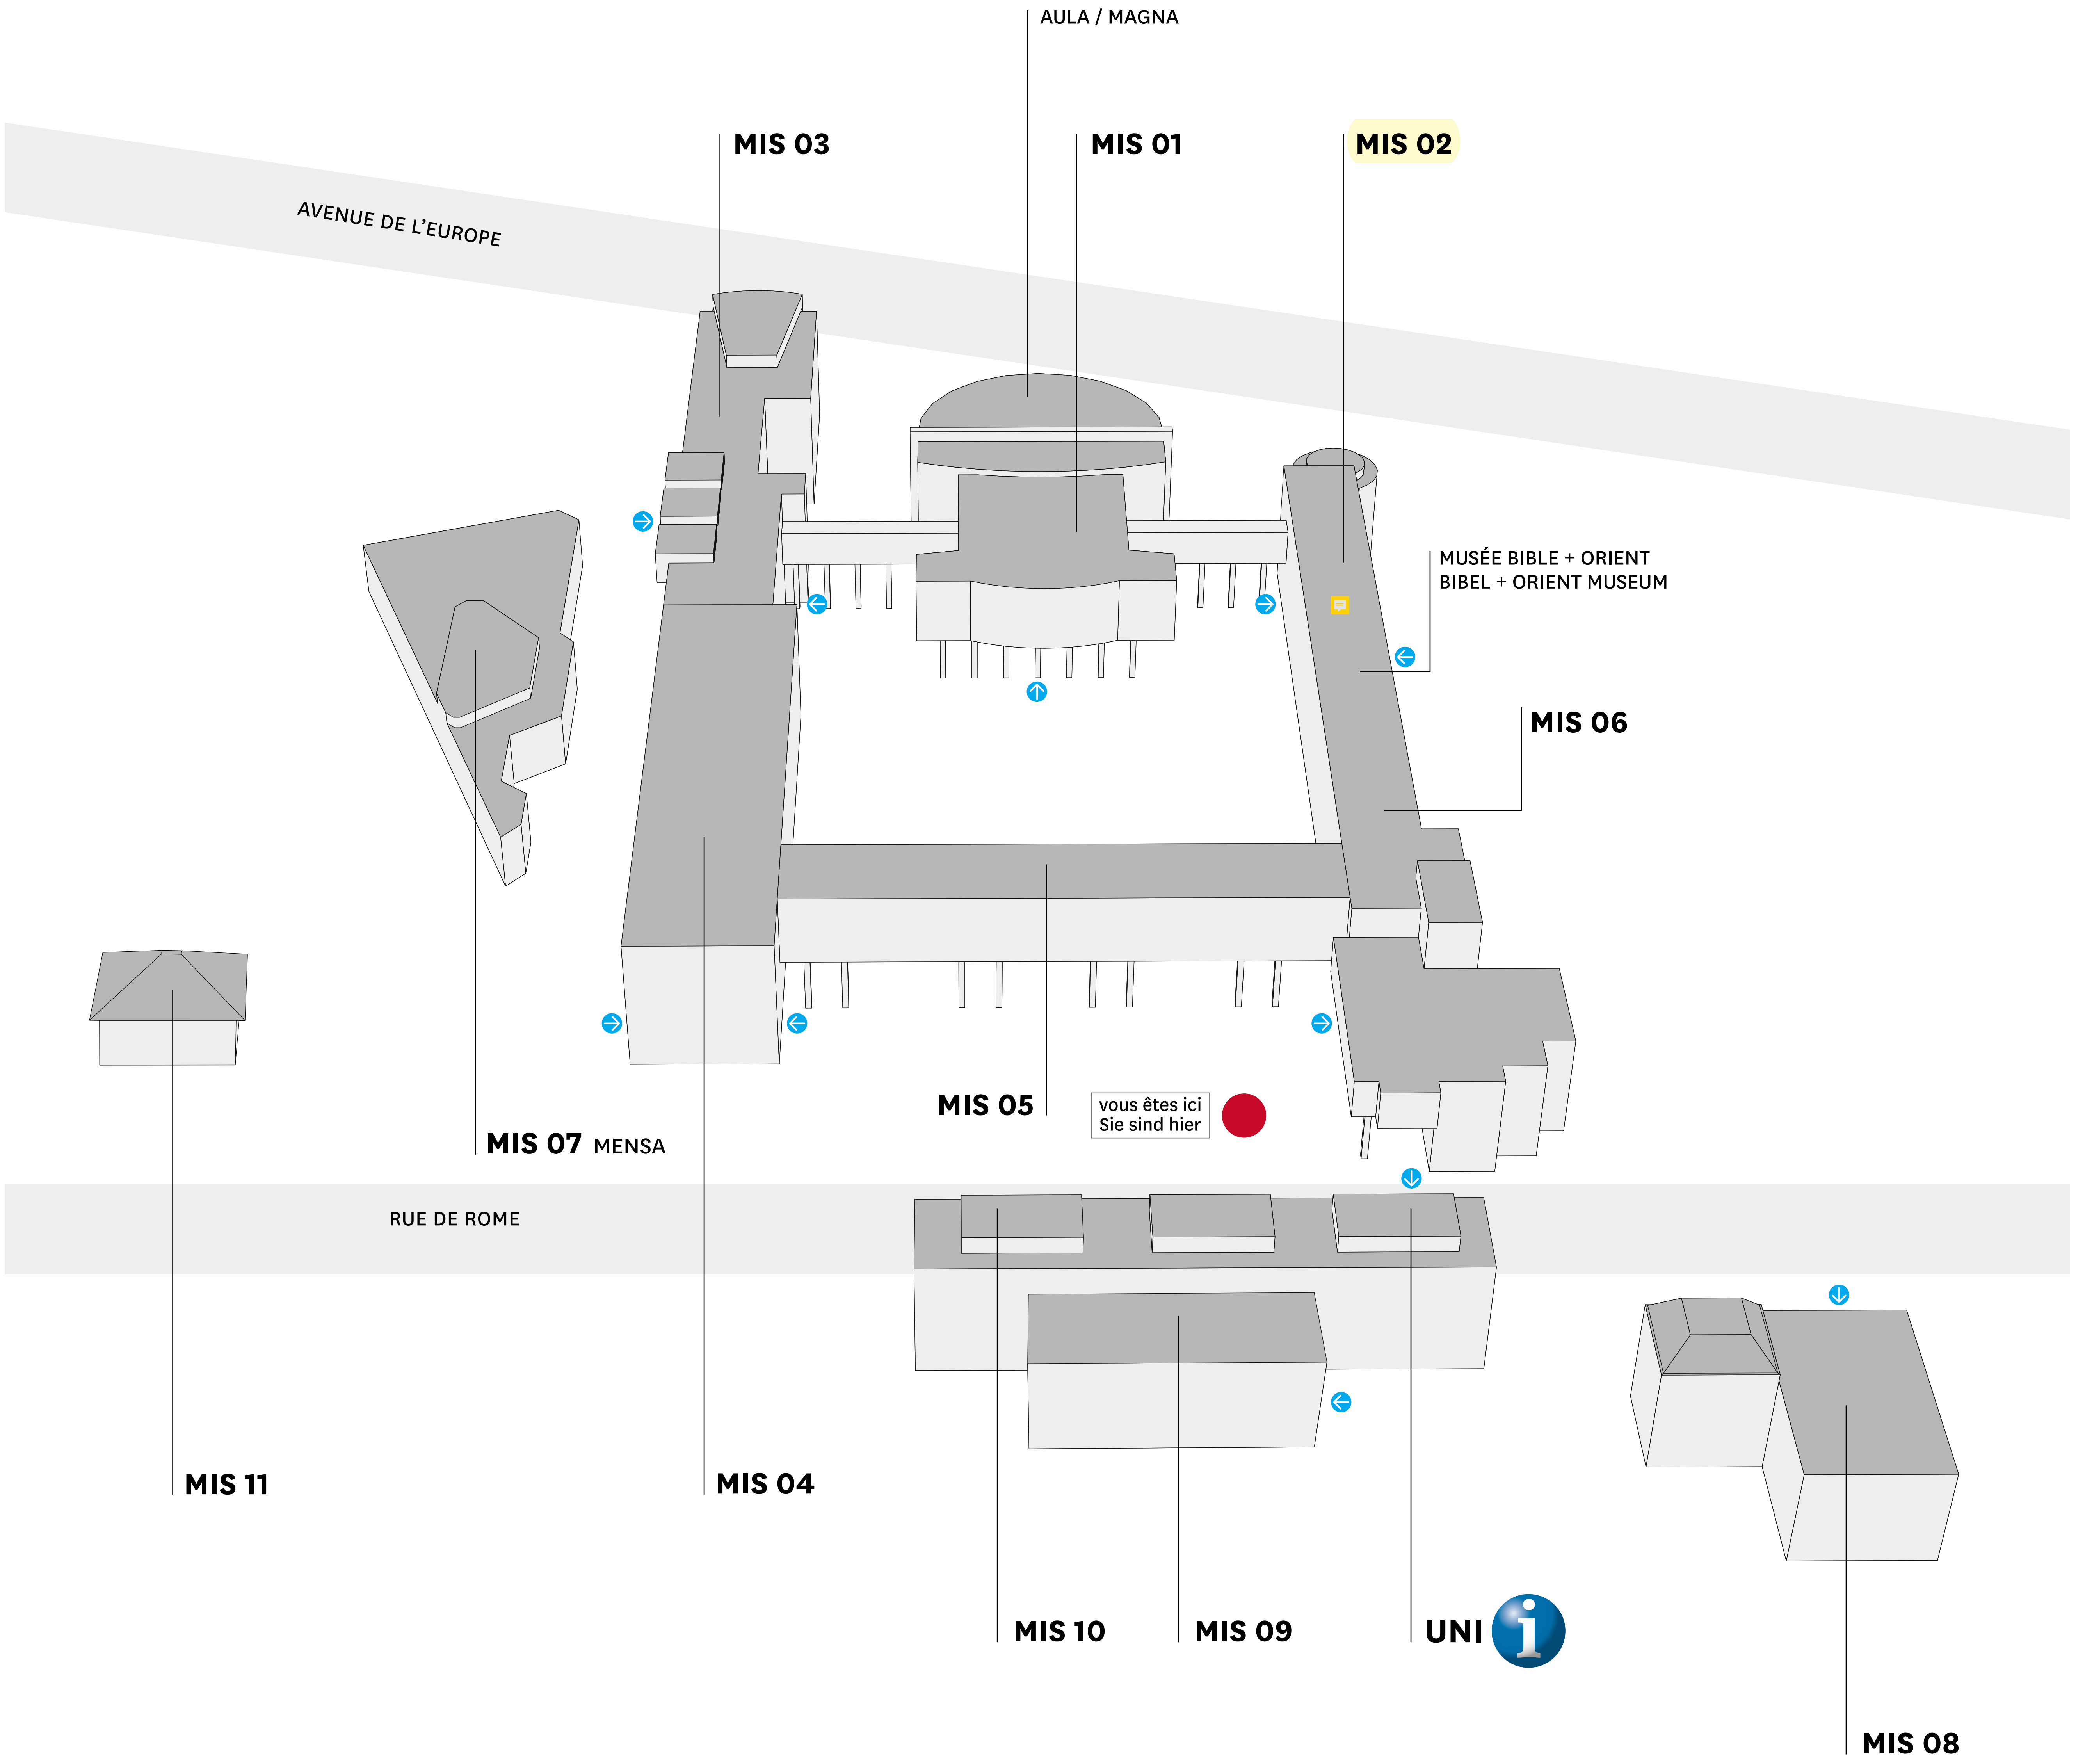 AULA / MAGNA
MIS 03
MIS 01
MIS 02
AVENUE DE L’EUROPE
MUSÉE BIBLE + ORIENT
BIBEL + ORIENT MUSEUM
MIS 06
MIS 05
vous êtes ici
Sie sind hier
MIS 07 MENSA
RUE DE ROME
MIS 11
MIS 04
MIS 10
MIS 09
UNI i
MIS 08